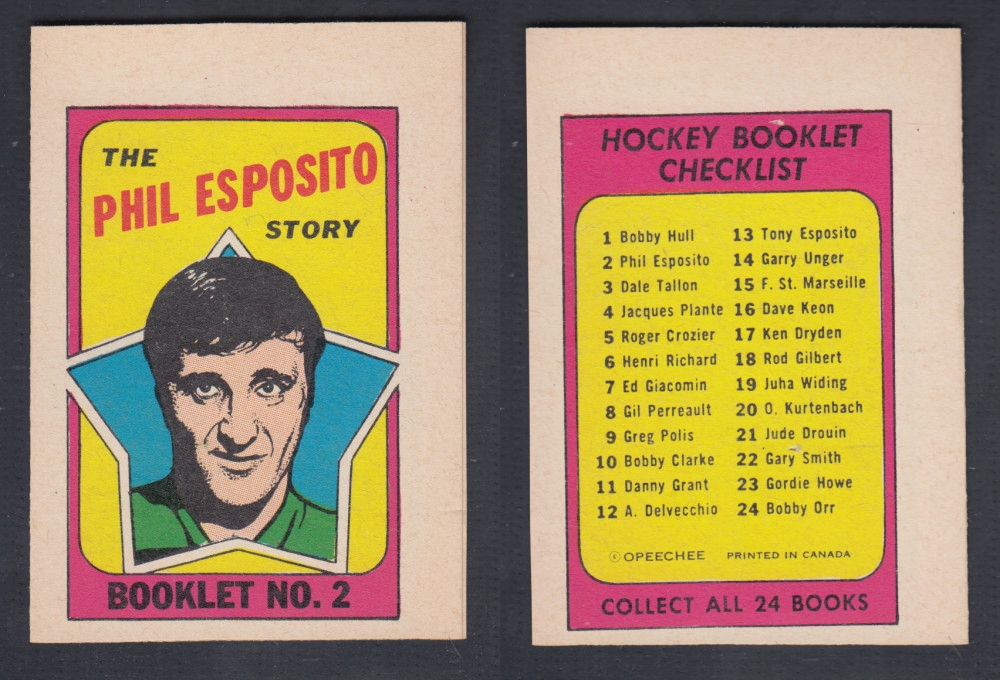 THE
PHIL ESPOSITO
STORY
BOOKLET NO. 2
HOCKEY BOOKLET
CHECKLIST
1 Bobby Hull
2 Phil Esposito
3 Dale Tallon
4 Jacques Plante
5 Roger Crozier
6 Henri Richard
7 Ed Giacomin
8 Gil Perreault
9 Greg Polis
10 Bobby Clarke
11 Danny Grant
12 A. Delvecchio
13 Tony Esposito
14 Garry Unger
15 F. St. Marseille
16 Dave Keon
17 Ken Dryden
18 Rod Gilbert
19 Juha Widing
20 O. Kurtenbach
21 Jude Drouin
22 Gary Smith
23 Gordie Howe
24 Bobby Orr
© OPEECHEE PRINTED IN CANADA
COLLECT ALL 24 BOOKS